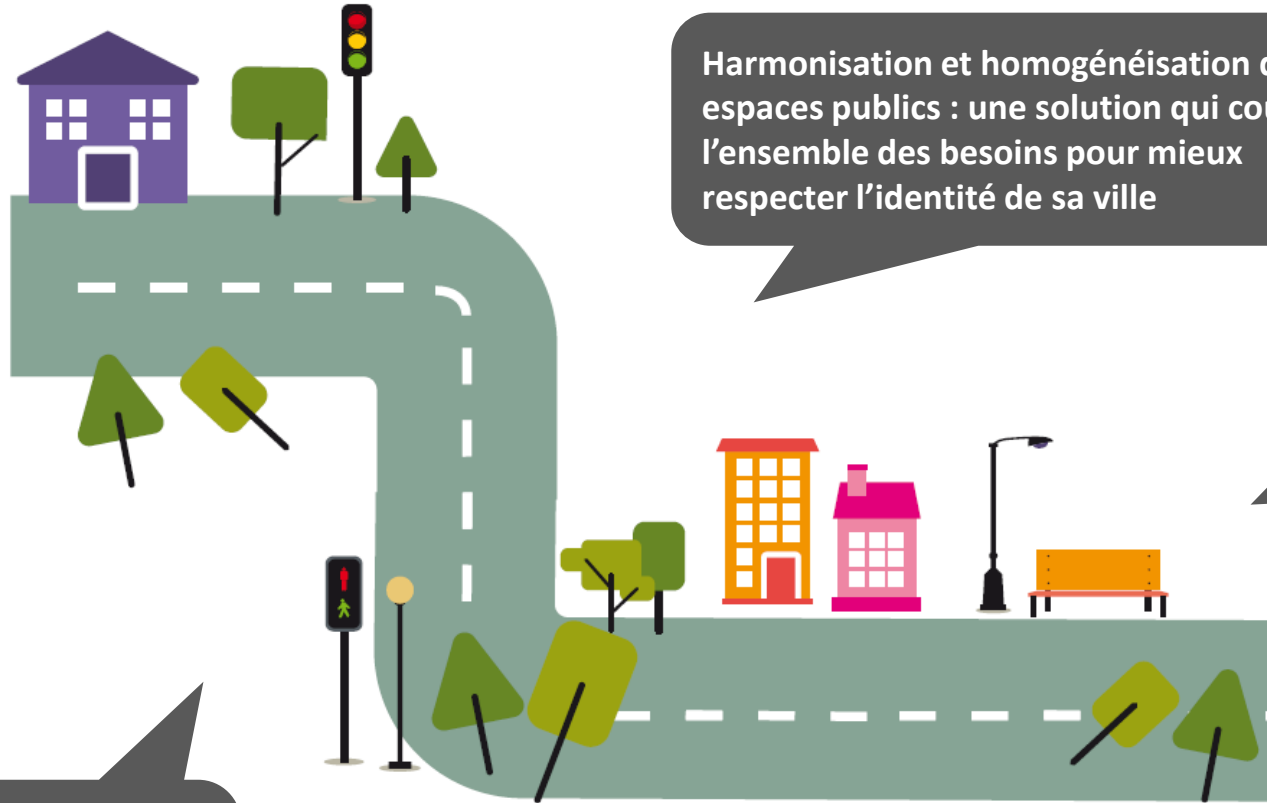 Harmonisation et homogénéisation
espaces publics : une solution qui
l’ensemble des besoins pour mieux
respecter l’identité de sa ville